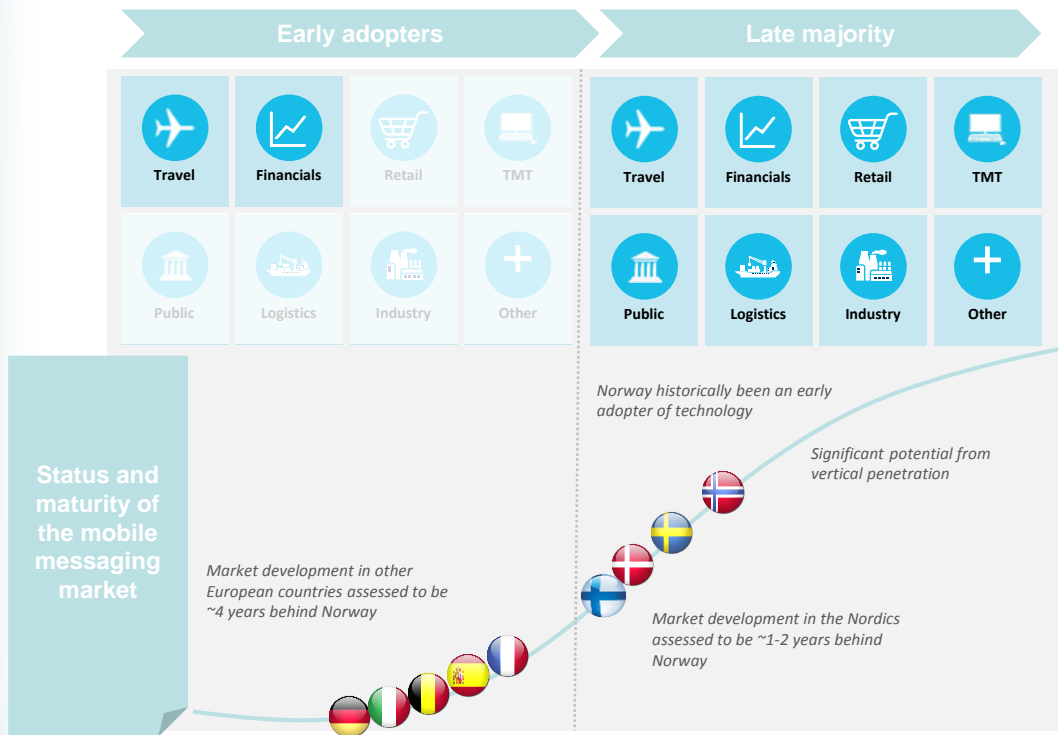 Early adopters
Late majority
Travel
Financials
Retail
TMT
Travel
Financials
Retail
TMT
Public
Logistics
Industry
Other
Public
Logistics
Industry
Other
Norway historically been an early
adopter of technology
Significant potential from
vertical penetration
Status and
maturity of
the mobile
messaging
market
Market development in other
European countries assessed to be
~4 years behind Norway
Market development in the Nordics
assessed to be ~1-2 years behind
Norway